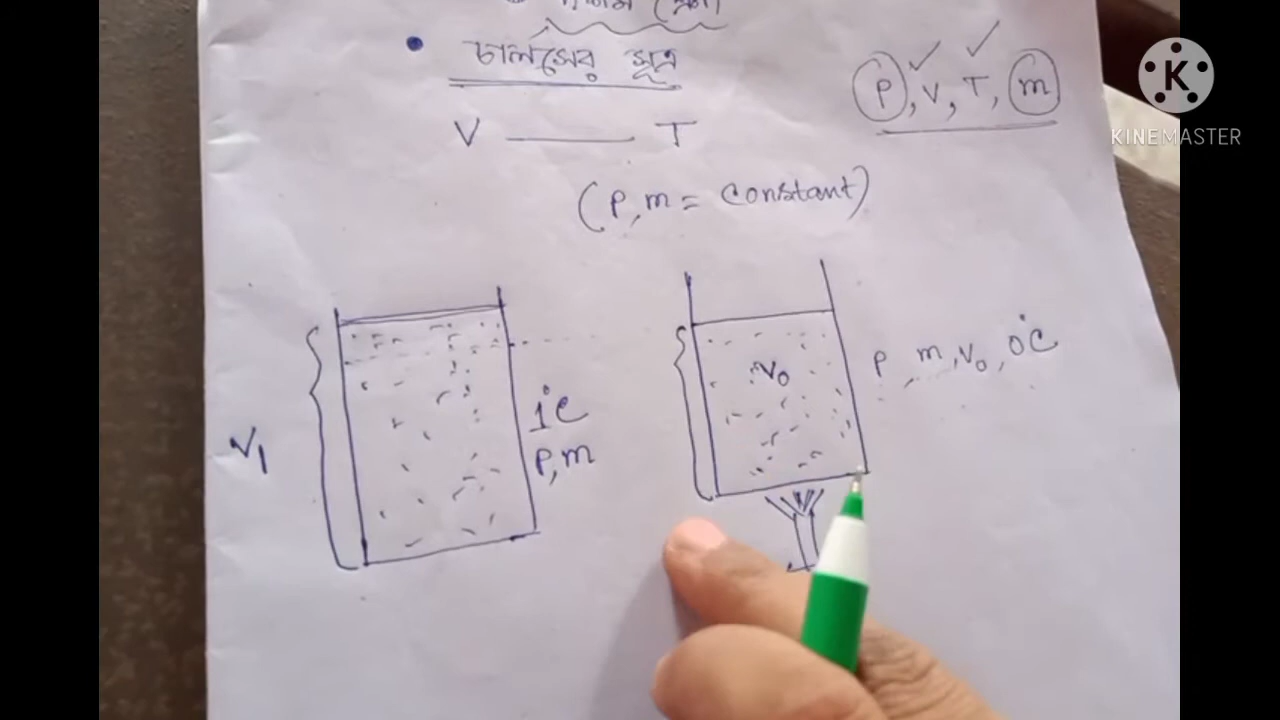 • চার্লসের সূত্র
P, V, T, m
V — T
(P, m = constant)
V₀
P, m, V₀, 0°C
1°C
V₁
P, m
K
KINEMASTER